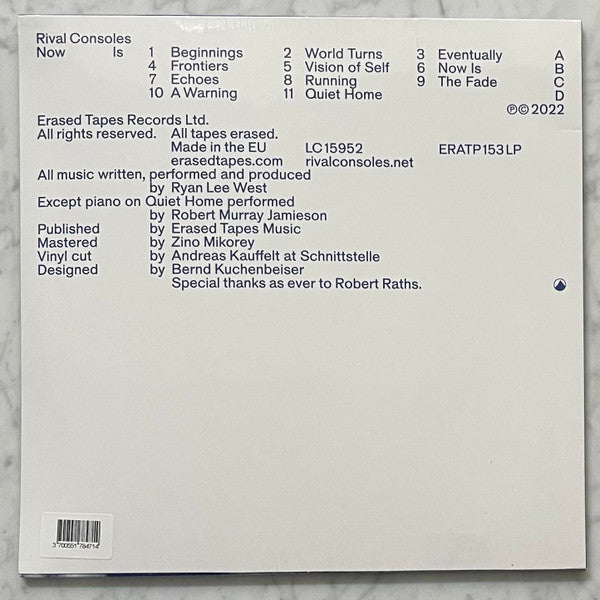 Rival Consoles
Now Is 1 Beginnings 2 World Turns 3 Eventually A
4 Frontiers 5 Vision of Self 6 Now Is B
7 Echoes 8 Running 9 The Fade C
10 A Warning 11 Quiet Home D
℗©2022
Erased Tapes Records Ltd.
All rights reserved. All tapes erased.
Made in the EU LC15952 ERATP153LP
erasedtapes.com rivalconsoles.net
All music written, performed and produced
by Ryan Lee West
Except piano on Quiet Home performed
by Robert Murray Jamieson
Published by Erased Tapes Music
Mastered by Zino Mikorey
Vinyl cut by Andreas Kauffelt at Schnittstelle
Designed by Bernd Kuchenbeiser
Special thanks as ever to Robert Raths.
3 700551 784714